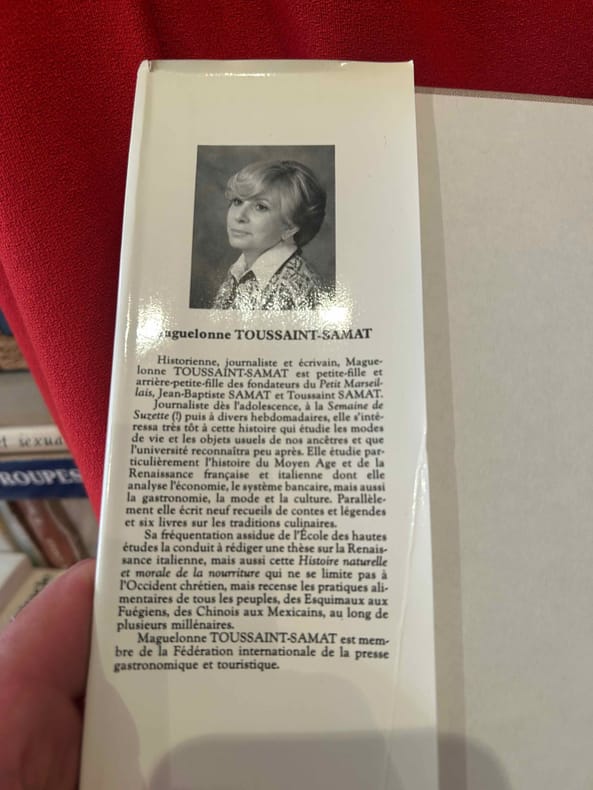 aguelonne TOUSSAINT-SAMAT
Historienne, journaliste et écrivain, Mague-
lonne TOUSSAINT-SAMAT est petite-fille et
arrière-petite-fille des fondateurs du Petit Marseil-
lais, Jean-Baptiste SAMAT et Toussaint SAMAT.
Journaliste dès l'adolescence, à la Semaine de
Suzette (!) puis à divers hebdomadaires, elle s'inté-
ressa très tôt à cette histoire qui étudie les modes
de vie et les objets usuels de nos ancêtres et que
l'université reconnaîtra peu après. Elle étudie par-
ticulièrement l'histoire du Moyen Age et de la
Renaissance française et italienne dont elle
analyse l'économie, le système bancaire, mais aussi
la gastronomie, la mode et la culture. Parallèle-
ment elle écrit neuf recueils de contes et légendes
et six livres sur les traditions culinaires.
Sa fréquentation assidue de l'École des hautes
études la conduit à rédiger une thèse sur la Renais-
sance italienne, mais aussi cette Histoire naturelle
et morale de la nourriture qui ne se limite pas à
l'Occident chrétien, mais recense les pratiques ali-
mentaires de tous les peuples, des Esquimaux aux
Fuégiens, des Chinois aux Mexicains, au long de
plusieurs millénaires.
Maguelonne TOUSSAINT-SAMAT est mem-
bre de la Fédération internationale de la presse
gastronomique et touristique.
et sexua
ROUPES